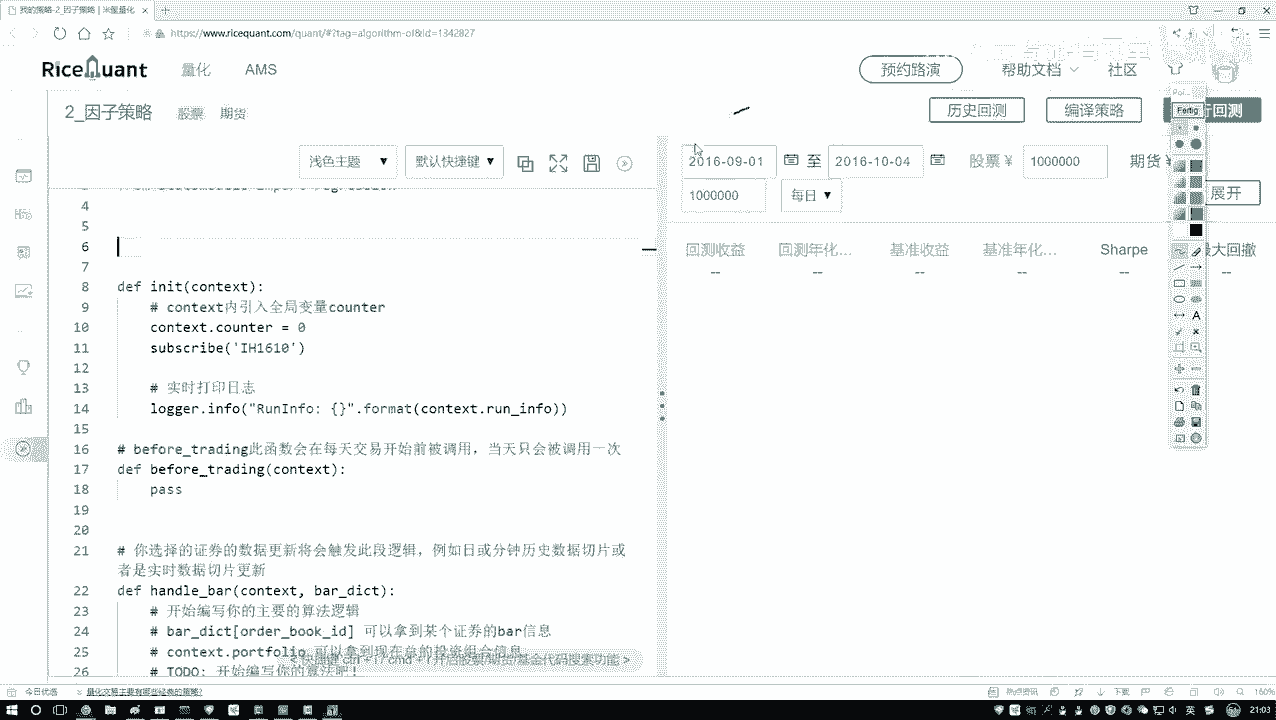 我的策略-2_因子策略 | 米筐量化
https://www.ricequant.com/quant/#?tag=algorithm-ol&id=1342827
RiceQuant 量化 AMS 预约路演 帮助文档 社区
2_因子策略 股票 期货 历史回测 编译策略 行回测
Fertig
浅色主题 默认快捷键 2016-09-01 至 2016-10-04 股票 ¥ 1000000 期货 ¥
1000000 每日 展开
回测收益 回测年化... 基准收益 基准年化... Sharpe 最大回撤
-- -- -- -- -- --
4
5
6
7
8 def init(context):
9 # context内引入全局变量counter
10 context.counter = 0
11 subscribe('IH1610')
12
13 # 实时打印日志
14 logger.info("RunInfo: {}".format(context.run_info))
15
16 # before_trading此函数会在每天交易开始前被调用，当天只会被调用一次
17 def before_trading(context):
18 pass
19
20
21 # 你选择的证券的数据更新将会触发此段逻辑，例如日或分钟历史数据切片或
者是实时数据切片更新
22 def handle_bar(context, bar_dict):
23 # 开始编写你的主要的算法逻辑
24 # bar_dict[order_book_id] 可以拿到某个证券的bar信息
25 # context.portfolio 可以拿到现在的投资组合信息
26 # TODO: 开始编写你的算法吧!
今日优选 量化交易主要有哪些经典的策略? 热点资讯 下载 160%
英 21:03